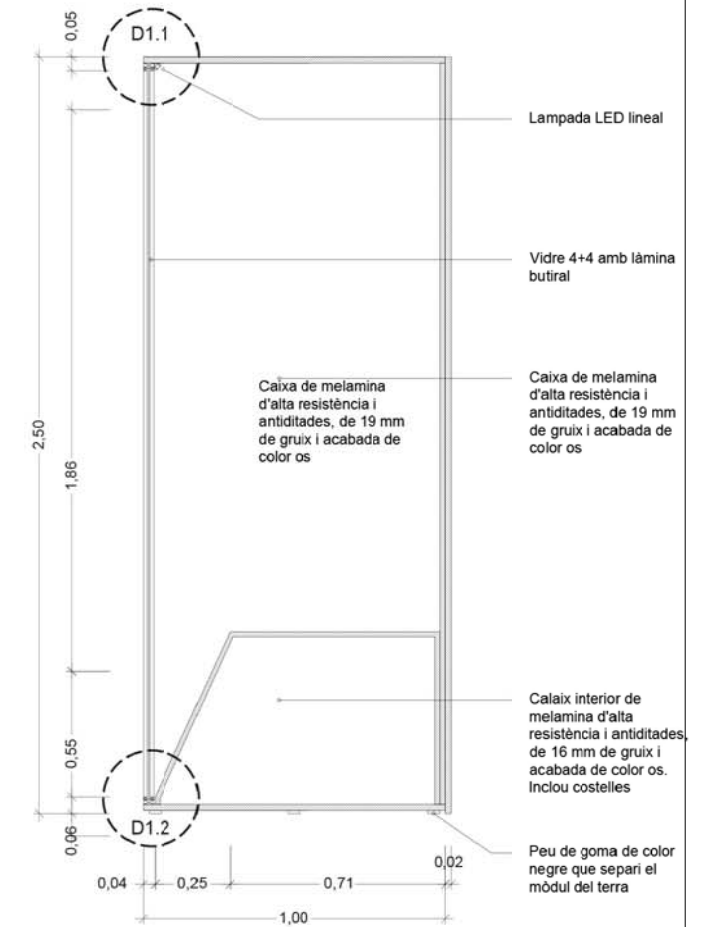 0,05
D1.1
Lampada LED lineal
Vidre 4+4 amb làmina
butiral
Caixa de melamina
d'alta resistència i
antiditades, de 19 mm
de gruix i acabada de
color os
Caixa de melamina
d'alta resistència i
antiditades, de 19 mm
de gruix i acabada de
color os
2,50
1,86
Calaix interior de
melamina d'alta
resistència i antiditades,
de 16 mm de gruix i
acabada de color os.
Inclou costelles
0,55
0,06
D1.2
Peu de goma de color
negre que separi el
mòdul del terra
0,02
0,04
0,25
0,71
1,00